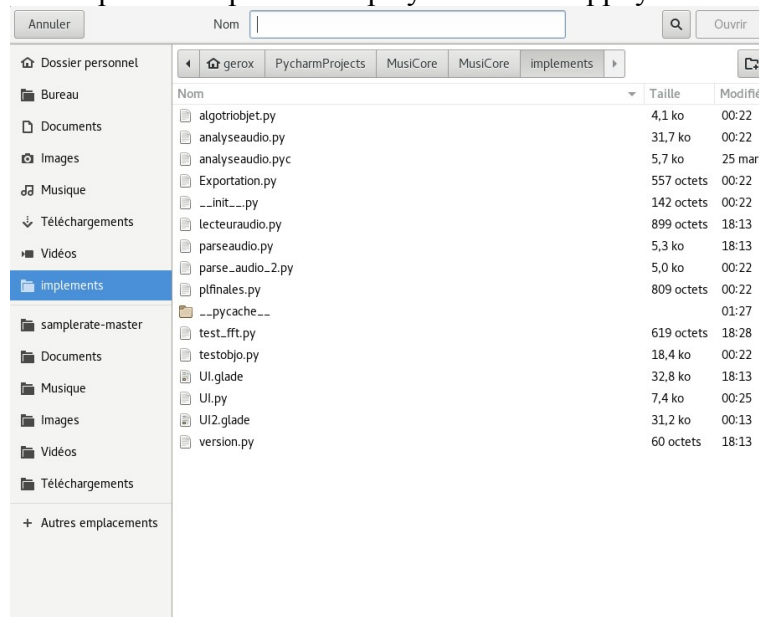 Annuler Nom Ouvrir
Dossier personnel
Bureau
Documents
Images
Musique
Téléchargements
Vidéos
implements
samplerate-master
Documents
Musique
Images
Vidéos
Téléchargements
+ Autres emplacements
gerox PycharmProjects MusiCore MusiCore implements
Nom Taille Modifié
algotriobjet.py 4,1 ko 00:22
analyseaudio.py 31,7 ko 00:22
analyseaudio.pyc 5,7 ko 25 mar
Exportation.py 557 octets 00:22
__init__.py 142 octets 00:22
lecteuraudio.py 899 octets 18:13
parseaudio.py 5,3 ko 18:13
parse_audio_2.py 5,0 ko 00:22
plfinales.py 809 octets 00:22
__pycache__ 01:27
test_fft.py 619 octets 18:28
testobjo.py 18,4 ko 00:22
UI.glade 32,8 ko 18:13
UI.py 7,4 ko 00:25
UI2.glade 31,2 ko 00:13
version.py 60 octets 18:13